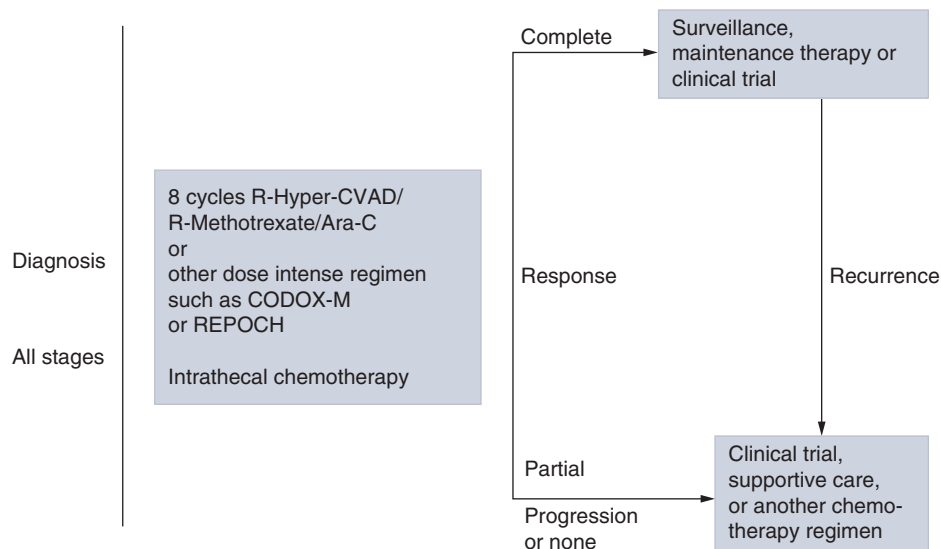 Diagnosis
All stages
8 cycles R-Hyper-CVAD/
R-Methotrexate/Ara-C
or
other dose intense regimen
such as CODOX-M
or REPOCH
Intrathecal chemotherapy
Response
Complete
Surveillance,
maintenance therapy or
clinical trial
Recurrence
Partial
Progression
or none
Clinical trial,
supportive care,
or another chemo-
therapy regimen